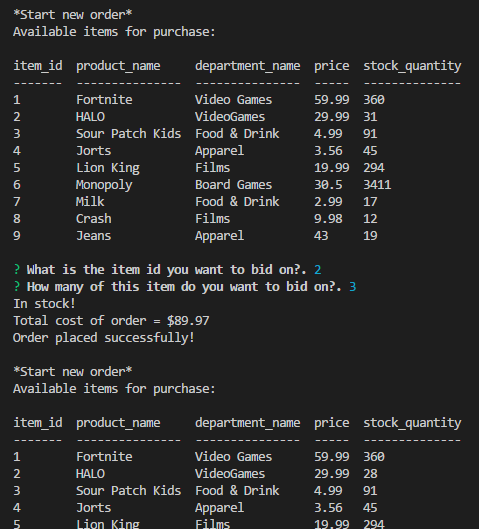 *Start new order*
Available items for purchase:
item_id  product_name     department_name  price  stock_quantity
-------  ---------------  ---------------  -----  --------------
1        Fortnite         Video Games      59.99  360
2        HALO             VideoGames       29.99  31
3        Sour Patch Kids  Food & Drink     4.99   91
4        Jorts            Apparel          3.56   45
5        Lion King        Films            19.99  294
6        Monopoly         Board Games      30.5   3411
7        Milk             Food & Drink     2.99   17
8        Crash            Films            9.98   12
9        Jeans            Apparel          43     19
? What is the item id you want to bid on?. 2
? How many of this item do you want to bid on?. 3
In stock!
Total cost of order = $89.97
Order placed successfully!
*Start new order*
Available items for purchase:
item_id  product_name     department_name  price  stock_quantity
-------  ---------------  ---------------  -----  --------------
1        Fortnite         Video Games      59.99  360
2        HALO             VideoGames       29.99  28
3        Sour Patch Kids  Food & Drink     4.99   91
4        Jorts            Apparel          3.56   45
5        Lion King        Films            19.99  294